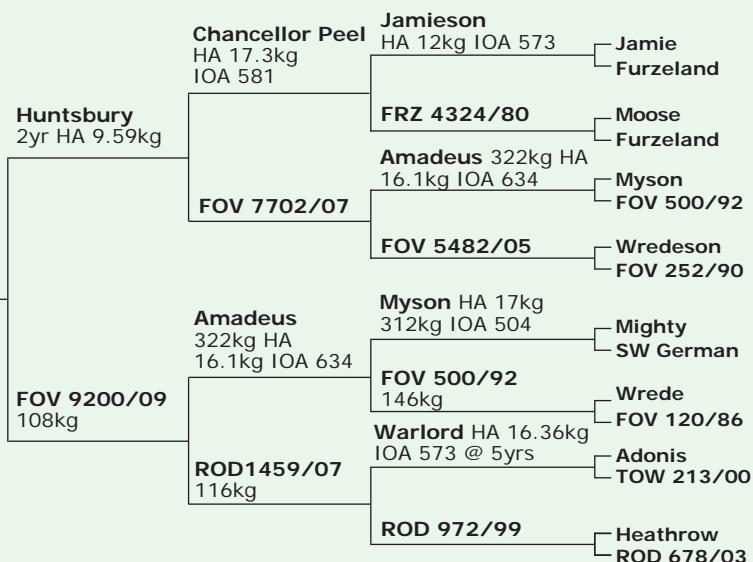 Huntsbury
2yr HA 9.59kg
FOV 9200/09
108kg
Chancellor Peel
HA 17.3kg
IOA 581
FOV 7702/07
Amadeus
322kg HA
16.1kg IOA 634
ROD1459/07
116kg
Jamieson
HA 12kg IOA 573
FRZ 4324/80
Amadeus 322kg HA
16.1kg IOA 634
FOV 5482/05
Myson HA 17kg
312kg IOA 504
FOV 500/92
146kg
Warlord HA 16.36kg
IOA 573 @ 5yrs
ROD 972/99
Jamie
Furzeland
Moose
Furzeland
Myson
FOV 500/92
Wredeson
FOV 252/90
Mighty
SW German
Wrede
FOV 120/86
Adonis
TOW 213/00
Heathrow
ROD 678/03